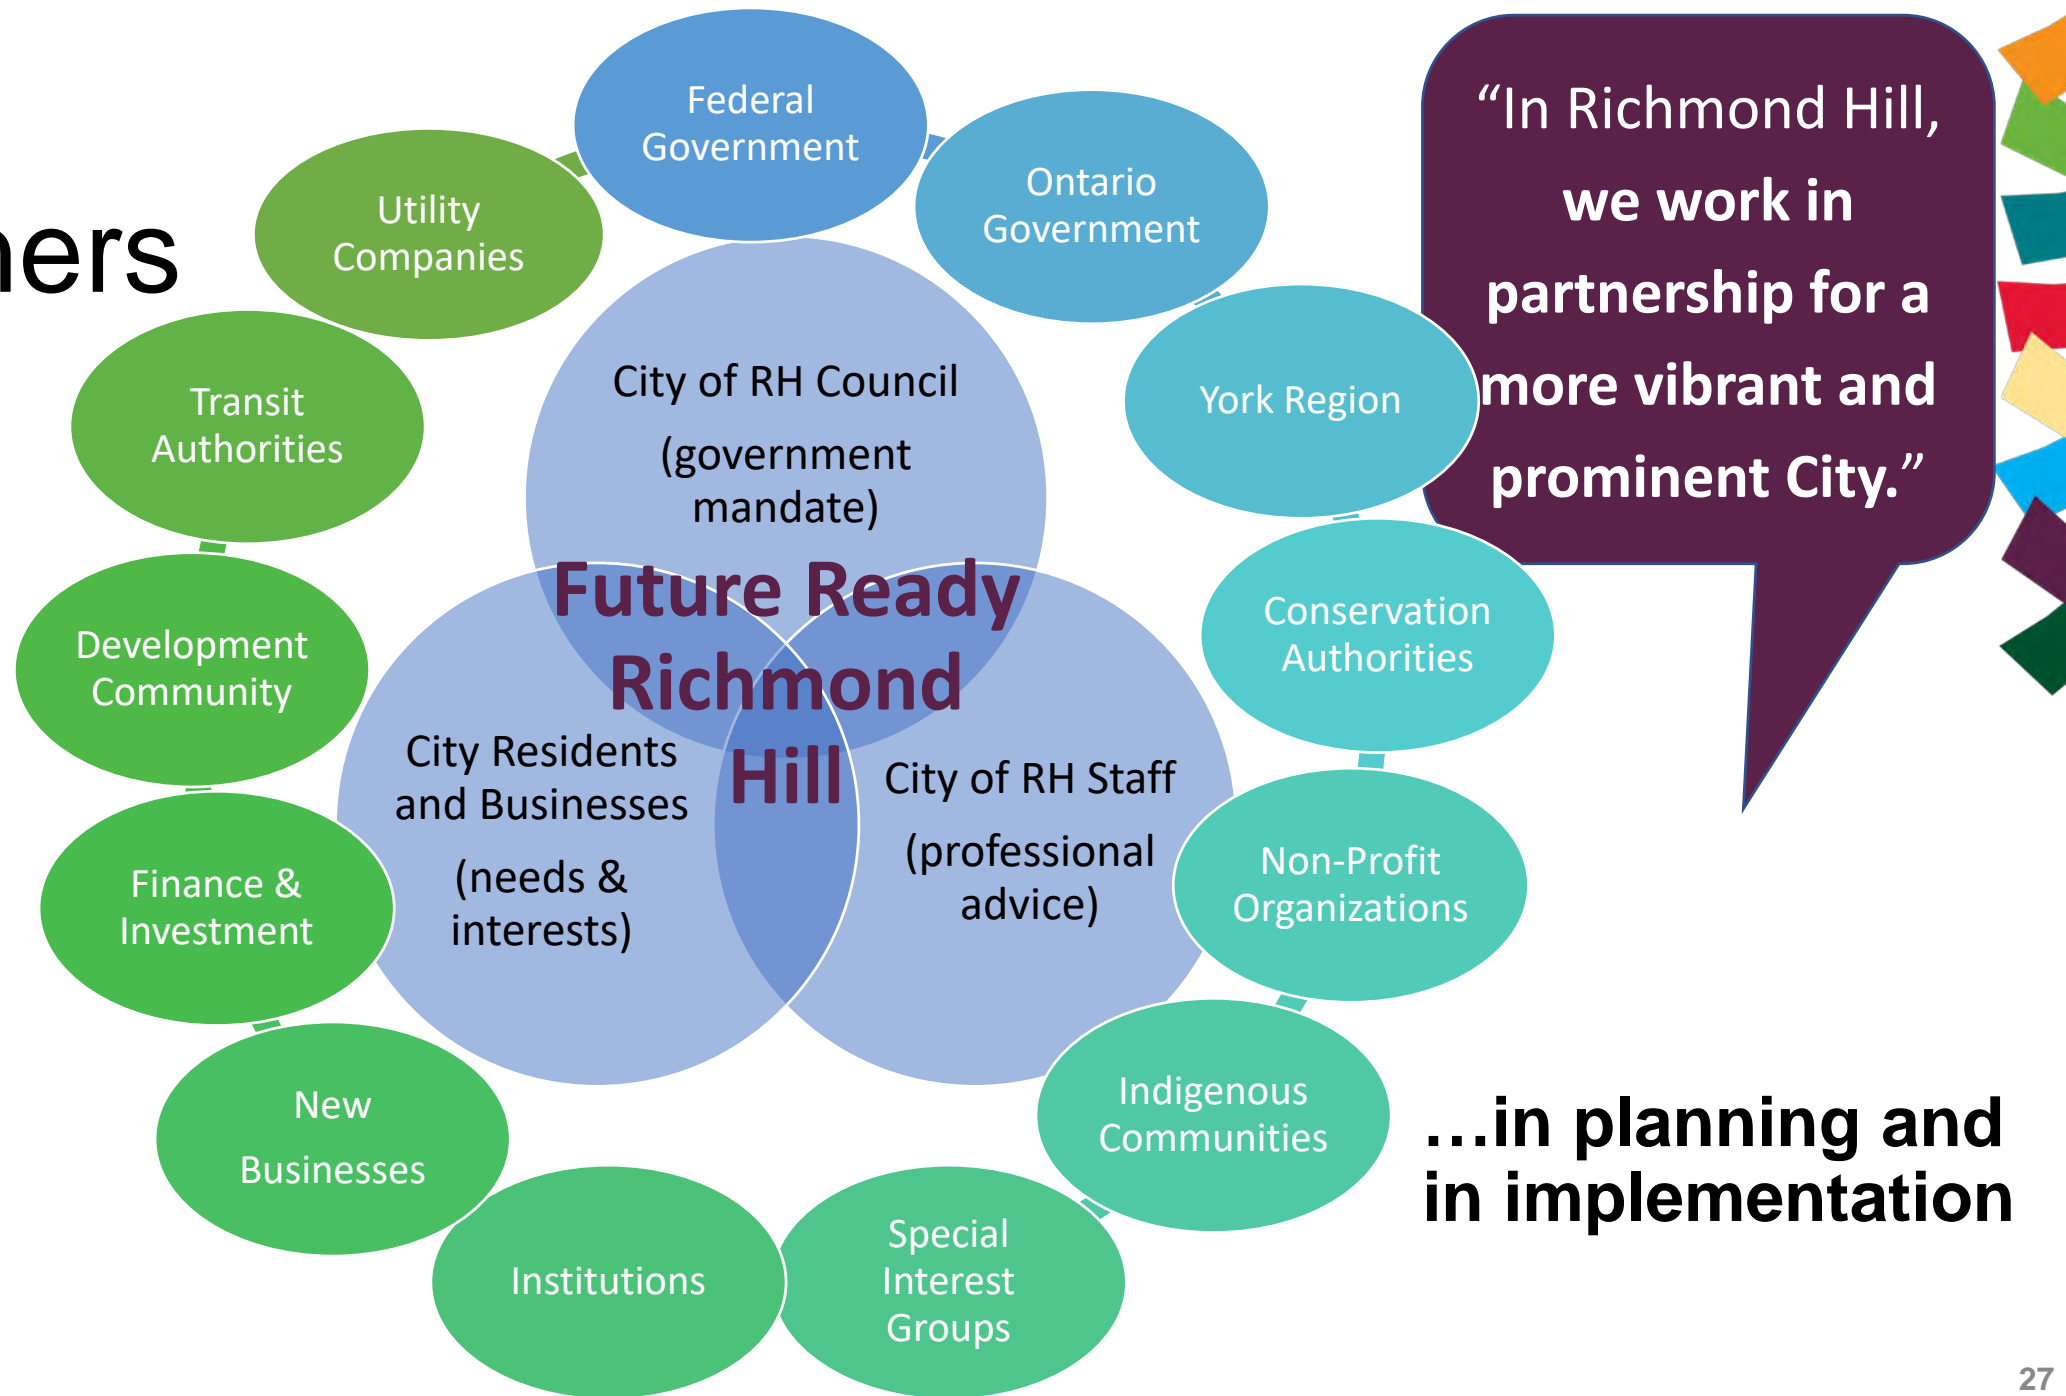 ners
Federal
Government
Ontario
Government
York Region
Conservation
Authorities
Non-Profit
Organizations
Indigenous
Communities
Special
Interest
Groups
Institutions
New
Businesses
Finance &
Investment
Development
Community
Transit
Authorities
Utility
Companies
City of RH Council
(government
mandate)
Future Ready
Richmond
Hill
City Residents
and Businesses
(needs &
interests)
City of RH Staff
(professional
advice)
“In Richmond Hill,
we work in
partnership for a
more vibrant and
prominent City.”
…in planning and
in implementation
27